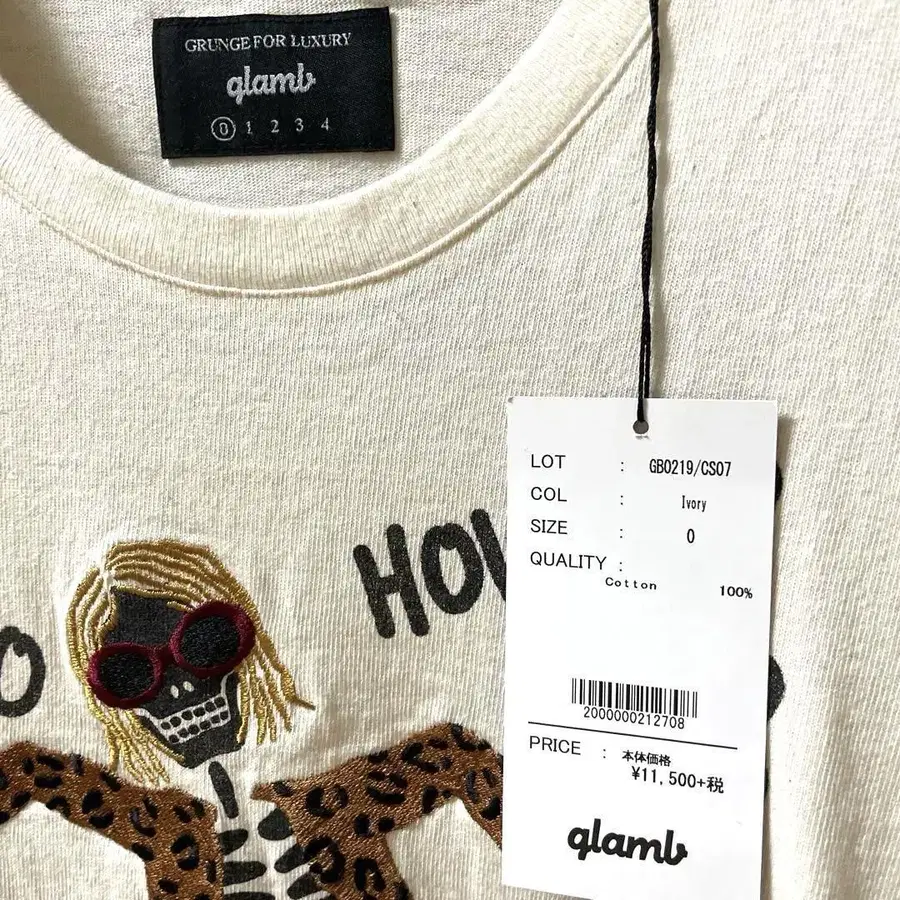 GRUNGE FOR LUXURY
glamb
0 1 2 3 4
LOT : GB0219/CS07
COL : Ivory
SIZE : 0
QUALITY :
Cotton 100%
2000000212708
PRICE : 本体価格
¥11,500+税
glamb